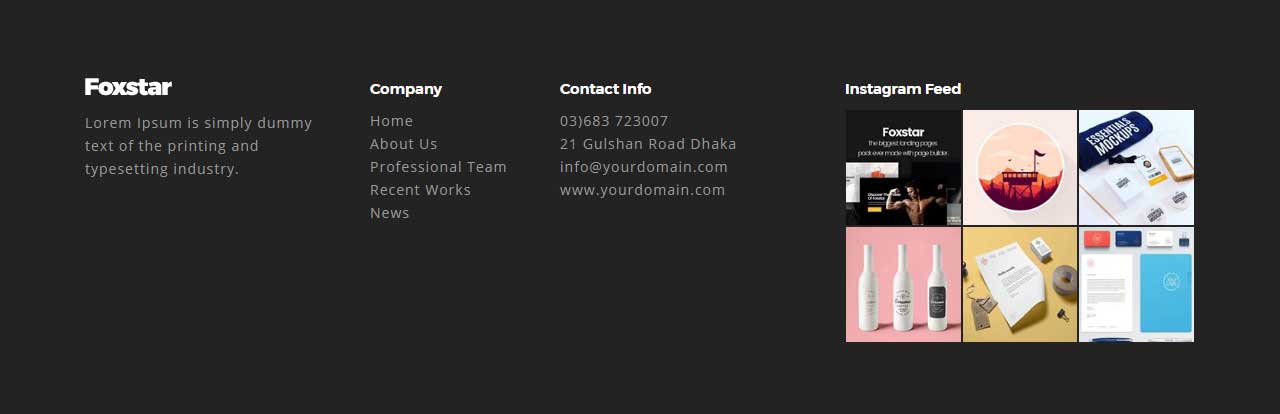 Foxstar
Lorem Ipsum is simply dummy
text of the printing and
typesetting industry.
Company
Home
About Us
Professional Team
Recent Works
News
Contact Info
03)683 723007
21 Gulshan Road Dhaka
info@yourdomain.com
www.yourdomain.com
Instagram Feed
Foxstar
The biggest landing pages
pack ever made with page builder.
ESSENTIALS
MOCKUPS